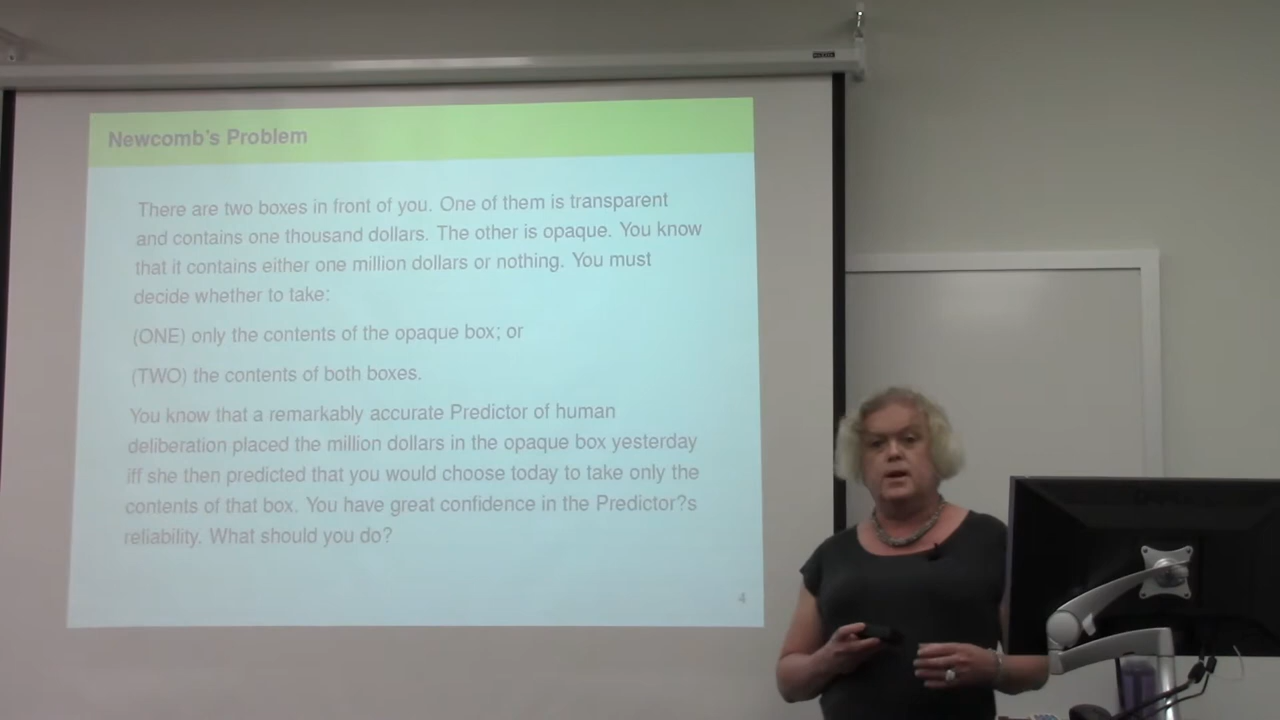 Newcomb's Problem
There are two boxes in front of you. One of them is transparent
and contains one thousand dollars. The other is opaque. You know
that it contains either one million dollars or nothing. You must
decide whether to take:
(ONE) only the contents of the opaque box; or
(TWO) the contents of both boxes.
You know that a remarkably accurate Predictor of human
deliberation placed the million dollars in the opaque box yesterday
iff she then predicted that you would choose today to take only the
contents of that box. You have great confidence in the Predictor?s
reliability. What should you do?
4